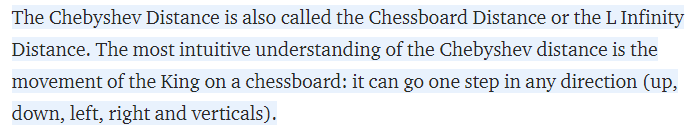 The Chebyshev Distance is also called the Chessboard Distance or the L Infinity
Distance. The most intuitive understanding of the Chebyshev distance is the
movement of the King on a chessboard: it can go one step in any direction (up,
down, left, right and verticals).